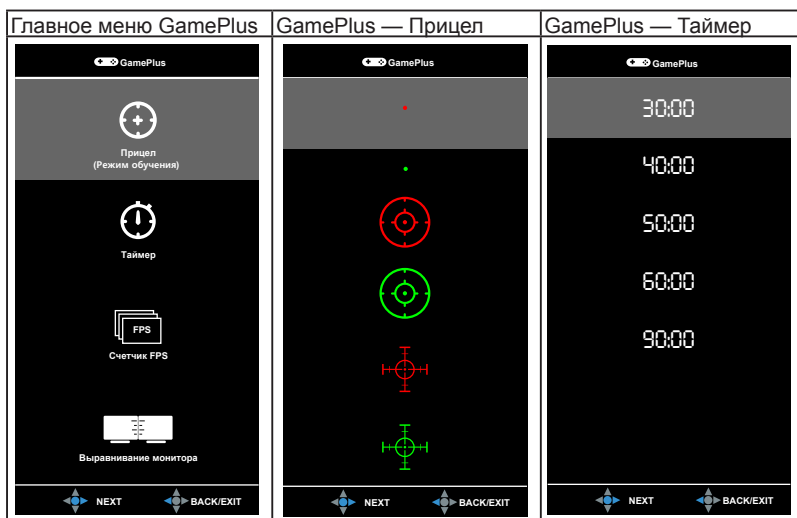 Главное меню GamePlus
GamePlus
Прицел
(Режим обучения)
Таймер
FPS
Счетчик FPS
Выравнивание монитора
NEXT BACK/EXIT
GamePlus — Прицел
GamePlus
NEXT BACK/EXIT
GamePlus — Таймер
GamePlus
30:00
40:00
50:00
60:00
90:00
NEXT BACK/EXIT